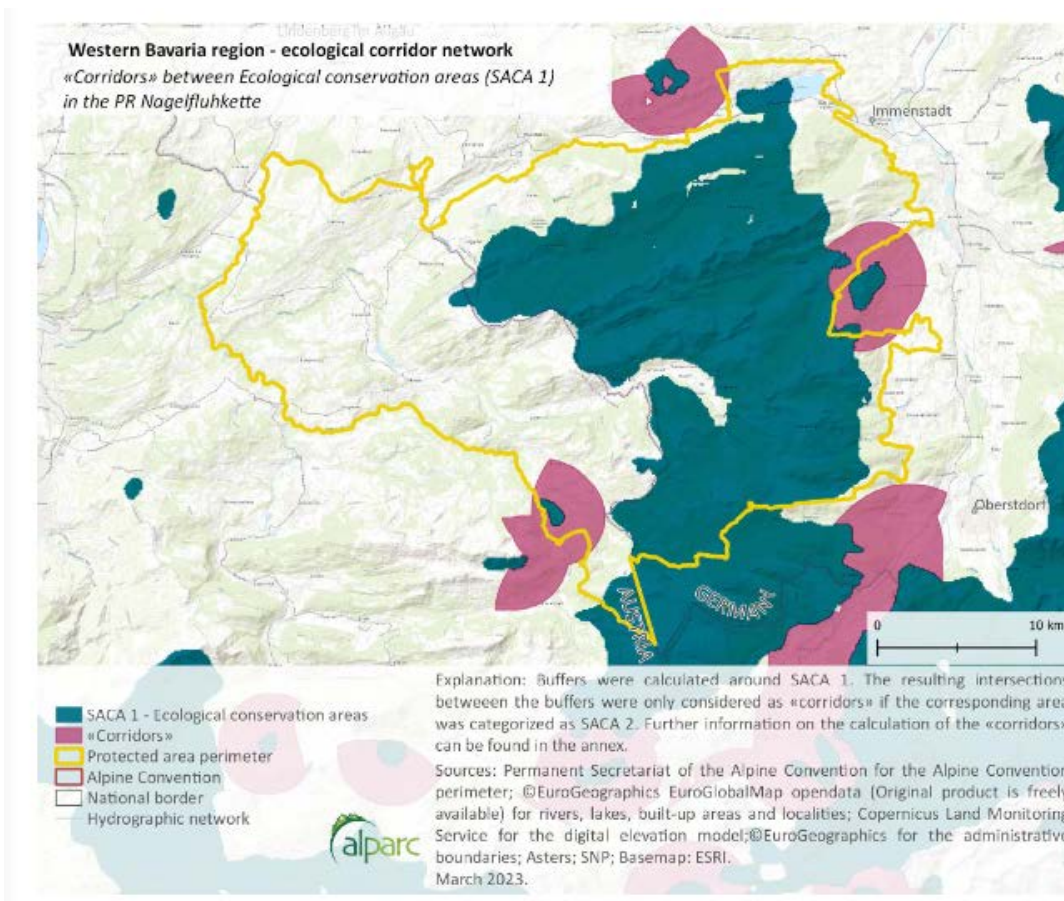 Lindenberg im Allgäu
Western Bavaria region - ecological corridor network
«Corridors» between Ecological conservation areas (SACA 1)
in the PR Nagelfluhkette
Immenstadt
Oberstdorf
AUSTRIA
GERMANY
0 10 km
SACA 1 - Ecological conservation areas
«Corridors»
Protected area perimeter
Alpine Convention
National border
Hydrographic network
alparc
Explanation: Buffers were calculated around SACA 1. The resulting intersections
betweeen the buffers were only considered as «corridors» if the corresponding area
was categorized as SACA 2. Further information on the calculation of the «corridors»
can be found in the annex.
Sources: Permanent Secretariat of the Alpine Convention for the Alpine Convention
perimeter; ©EuroGeographics EuroGlobalMap opendata (Original product is freely
available) for rivers, lakes, built-up areas and localities; Copernicus Land Monitoring
Service for the digital elevation model;©EuroGeographics for the administrative
boundaries; Asters; SNP; Basemap: ESRI.
March 2023.